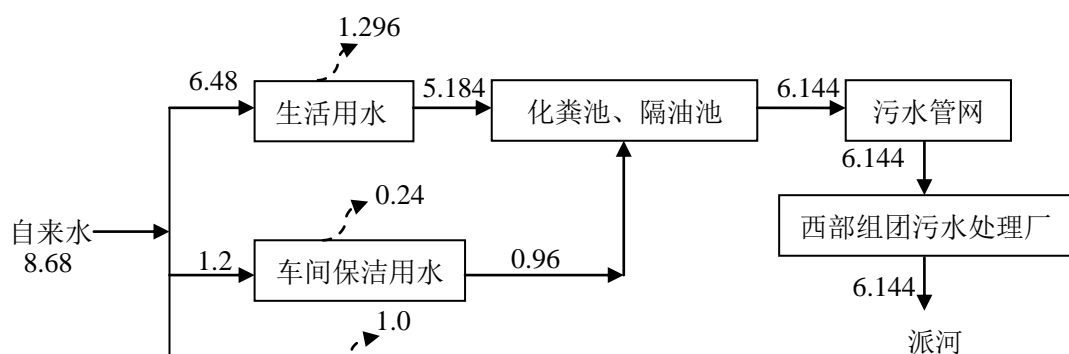 1.296
6.48
生活用水
5.184
化粪池、隔油池
6.144
污水管网
6.144
0.24
自来水
8.68
西部组团污水处理厂
1.2
车间保洁用水
0.96
6.144
1.0
派河